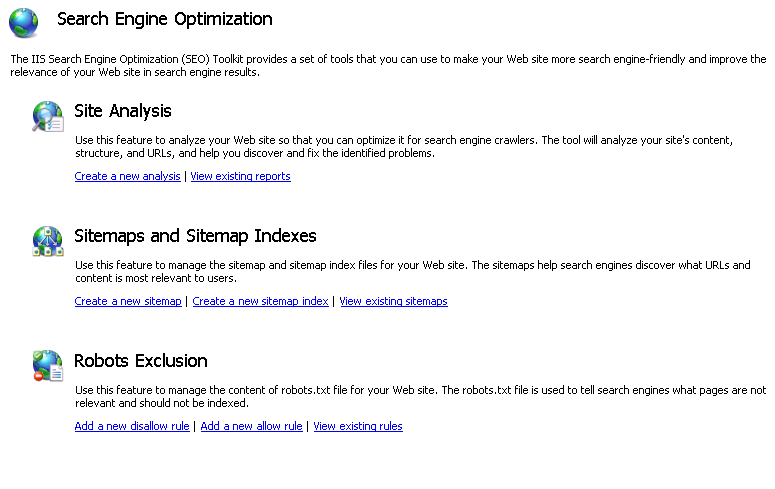 Search Engine Optimization
The IIS Search Engine Optimization (SEO) Toolkit provides a set of tools that you can use to make your Web site more search engine-friendly and improve the
relevance of your Web site in search engine results.
Site Analysis
Use this feature to analyze your Web site so that you can optimize it for search engine crawlers. The tool will analyze your site's content,
structure, and URLs, and help you discover and fix the identified problems.
Create a new analysis | View existing reports
Sitemaps and Sitemap Indexes
Use this feature to manage the sitemap and sitemap index files for your Web site. The sitemaps help search engines discover what URLs and
content is most relevant to users.
Create a new sitemap | Create a new sitemap index | View existing sitemaps
Robots Exclusion
Use this feature to manage the content of robots.txt file for your Web site. The robots.txt file is used to tell search engines what pages are not
relevant and should not be indexed.
Add a new disallow rule | Add a new allow rule | View existing rules